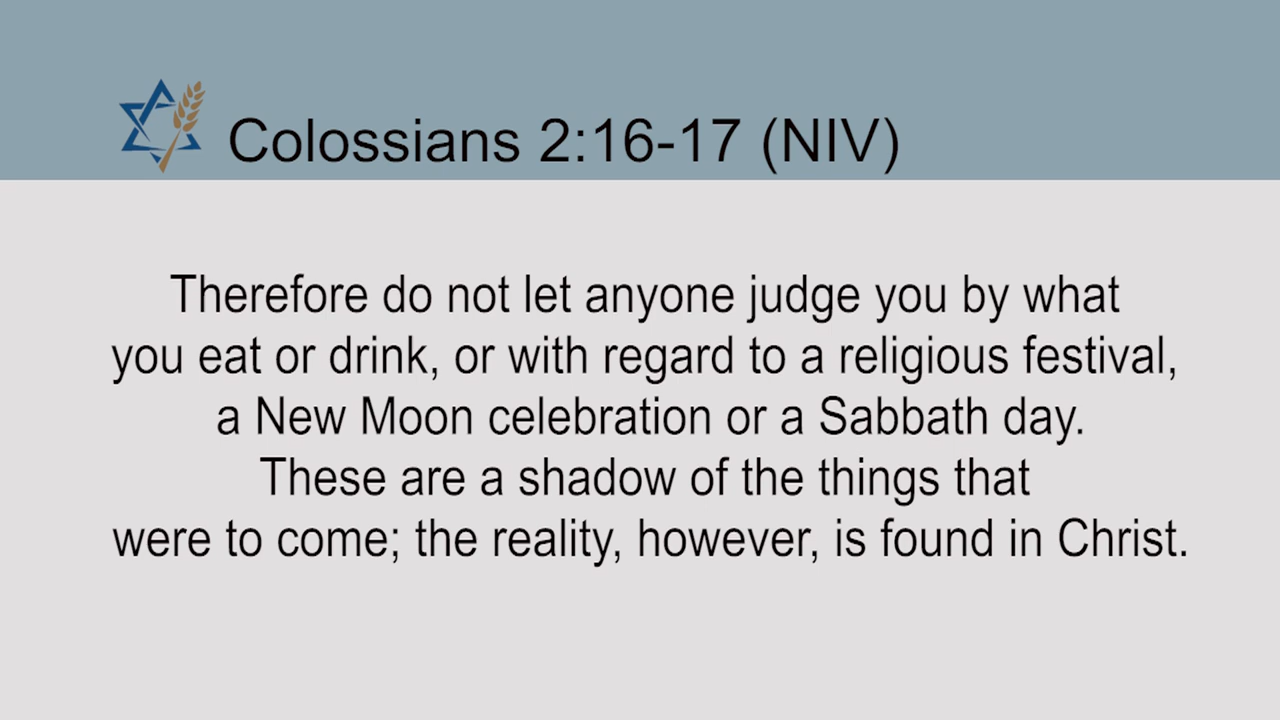 Colossians 2:16-17 (NIV)
Therefore do not let anyone judge you by what
you eat or drink, or with regard to a religious festival,
a New Moon celebration or a Sabbath day.
These are a shadow of the things that
were to come; the reality, however, is found in Christ.